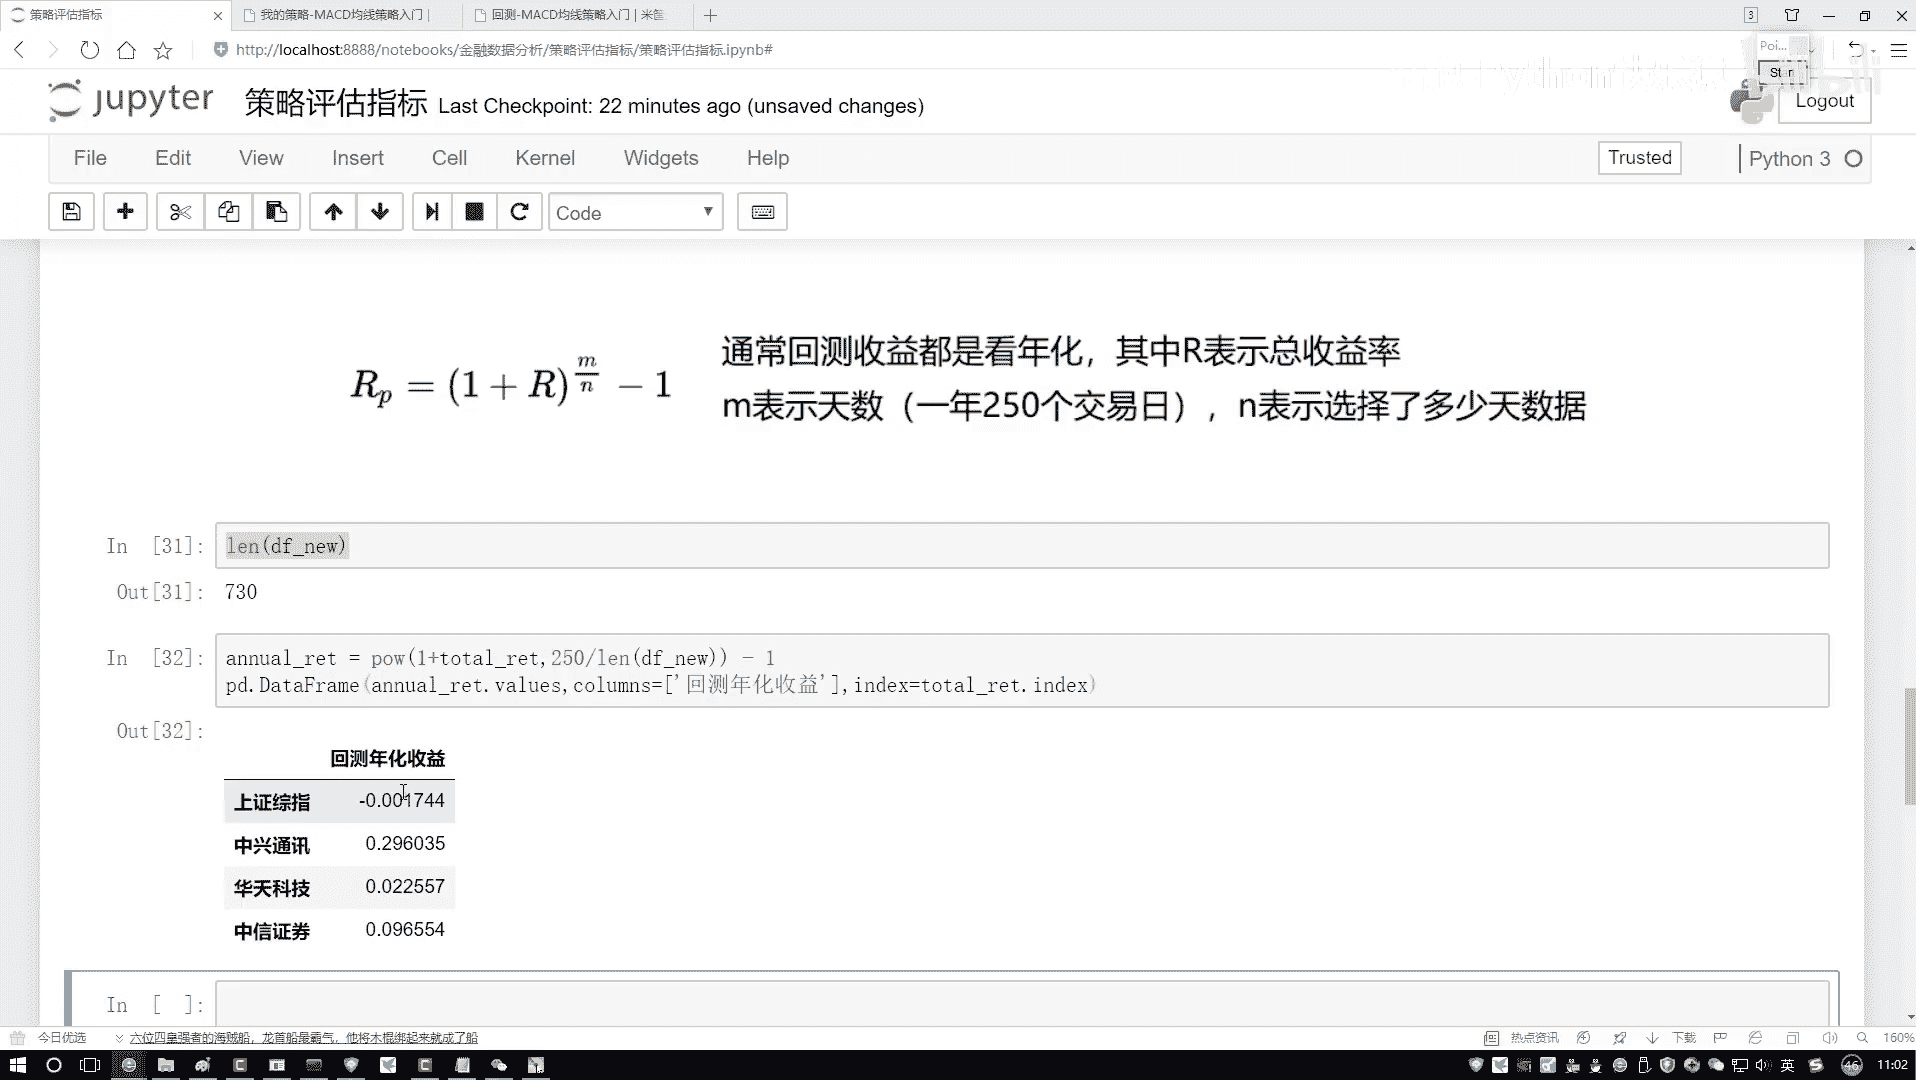 策略评估指标
我的策略-MACD均线策略入门 |
回测-MACD均线策略入门 | 米筐
3
http://localhost:8888/notebooks/金融数据分析/策略评估指标/策略评估指标.ipynb#
Poi...
jupyter 策略评估指标 Last Checkpoint: 22 minutes ago (unsaved changes)
Logout
File Edit View Insert Cell Kernel Widgets Help
Trusted
Python 3
Code
R_p = (1 + R)^{m/n} − 1
通常回测收益都是看年化，其中R表示总收益率
m表示天数（一年250个交易日），n表示选择了多少天数据
In [31]: len(df_new)
Out[31]: 730
In [32]: annual_ret = pow(1+total_ret,250/len(df_new)) - 1
pd.DataFrame(annual_ret.values,columns=['回测年化收益'],index=total_ret.index)
Out[32]:
回测年化收益
上证综指 -0.001744
中兴通讯 0.296035
华天科技 0.022557
中信证券 0.096554
In [ ]:
今日优选
六位四皇强者的海贼船，龙首船最霸气，他将木棍绑起来就成了船
热点资讯
下载
160%
英
46
11:02